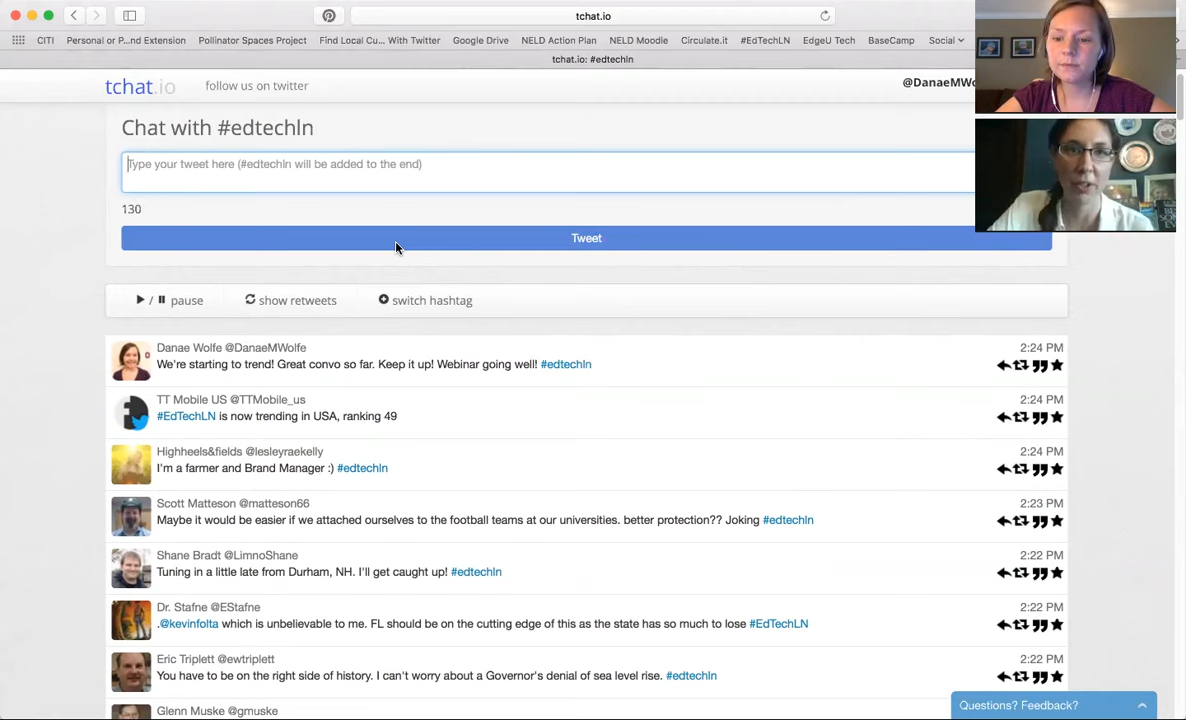 tchat.io
CITI Personal or P...nd Extension Pollinator Spaces Project Find Local Cu... With Twitter Google Drive NELD Action Plan NELD Moodle Circulate.it #EdTechLN EdgeU Tech BaseCamp Social
tchat.io: #edtechln
tchat.io follow us on twitter
Chat with #edtechln
Type your tweet here (#edtechln will be added to the end)
130
Tweet
/ pause show retweets switch hashtag
Danae Wolfe @DanaeMWolfe 2:24 PM
We're starting to trend! Great convo so far. Keep it up! Webinar going well! #edtechln
TT Mobile US @TTMobile_us 2:24 PM
#EdTechLN is now trending in USA, ranking 49
Highheels&fields @lesleyraekelly 2:24 PM
I'm a farmer and Brand Manager :) #edtechln
Scott Matteson @matteson66 2:23 PM
Maybe it would be easier if we attached ourselves to the football teams at our universities. better protection?? Joking #edtechln
Shane Bradt @LimnoShane 2:22 PM
Tuning in a little late from Durham, NH. I'll get caught up! #edtechln
Dr. Stafne @EStafne 2:22 PM
.@kevinfolta which is unbelievable to me. FL should be on the cutting edge of this as the state has so much to lose #EdTechLN
Eric Triplett @ewtriplett 2:22 PM
You have to be on the right side of history. I can't worry about a Governor's denial of sea level rise. #edtechln
Glenn Muske @gmuske
Questions? Feedback?